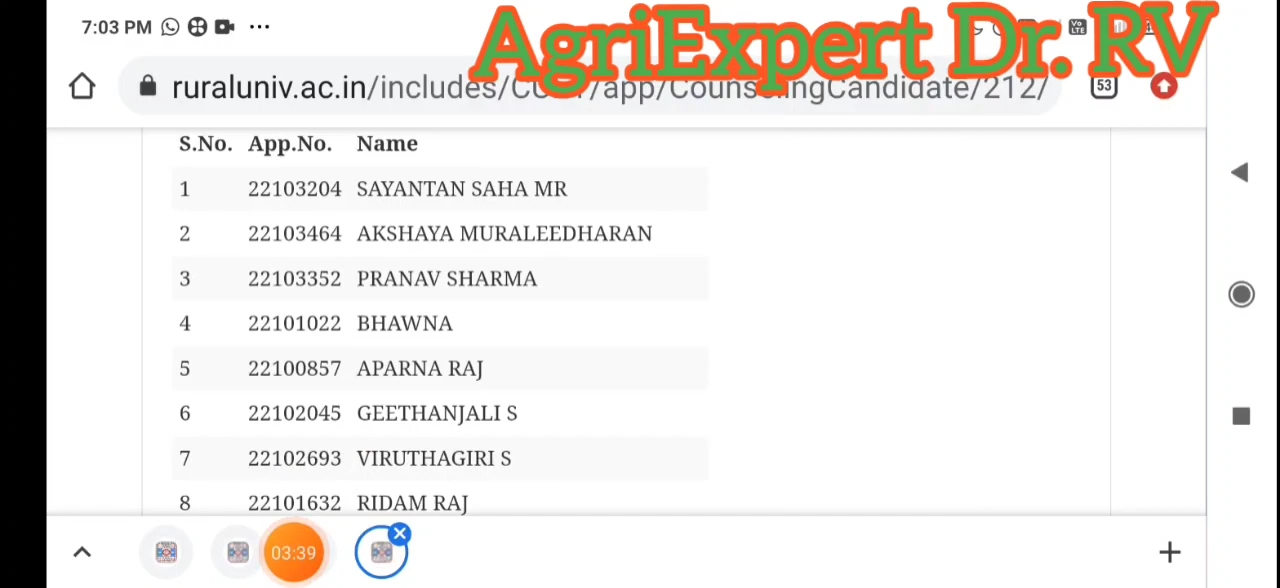 7:03 PM ...
AgriExpert Dr. RV
ruraluniv.ac.in/includes/ /app/CounselingCandidate/212/
53
S.No. App.No. Name
1 22103204 SAYANTAN SAHA MR
2 22103464 AKSHAYA MURALEEDHARAN
3 22103352 PRANAV SHARMA
4 22101022 BHAWNA
5 22100857 APARNA RAJ
6 22102045 GEETHANJALI S
7 22102693 VIRUTHAGIRI S
8 22101632 RIDAM RAJ
03:39